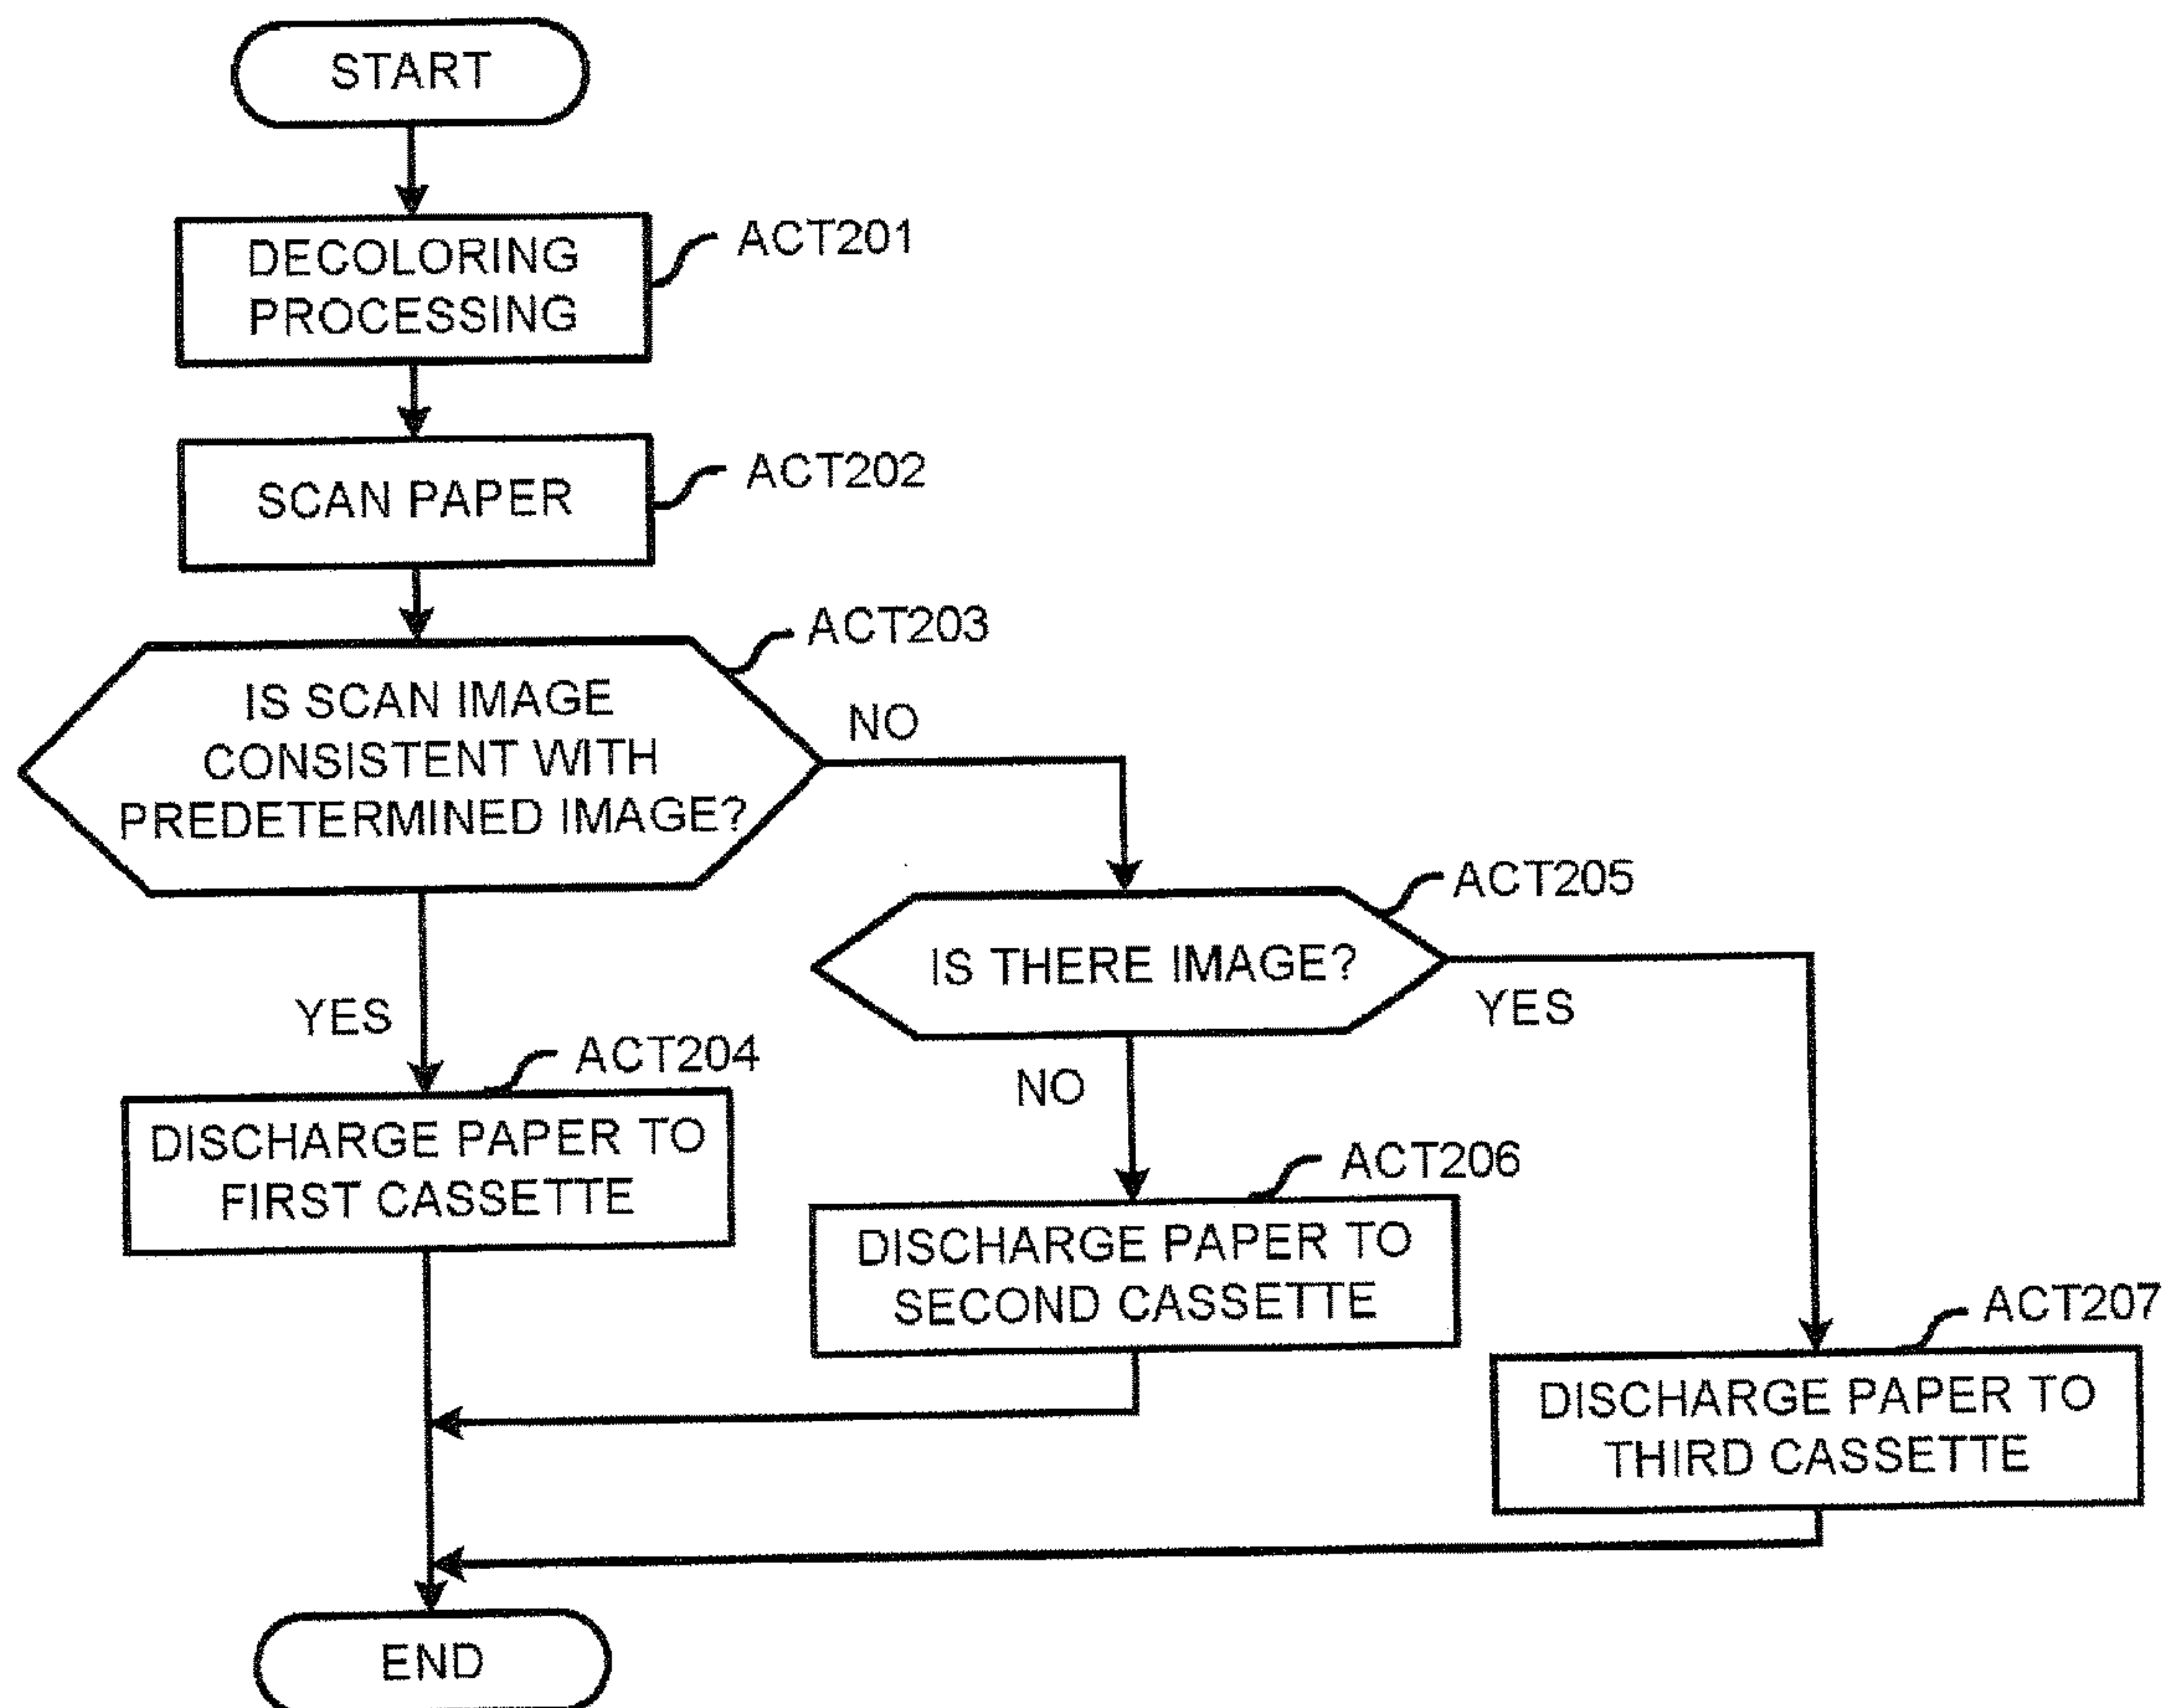 START
DECOLORING
PROCESSING
ACT201
SCAN PAPER
ACT202
IS SCAN IMAGE
CONSISTENT WITH
PREDETERMINED IMAGE?
ACT203
NO
YES
IS THERE IMAGE?
ACT205
YES
NO
DISCHARGE PAPER TO
FIRST CASSETTE
ACT204
DISCHARGE PAPER TO
SECOND CASSETTE
ACT206
DISCHARGE PAPER TO
THIRD CASSETTE
ACT207
END